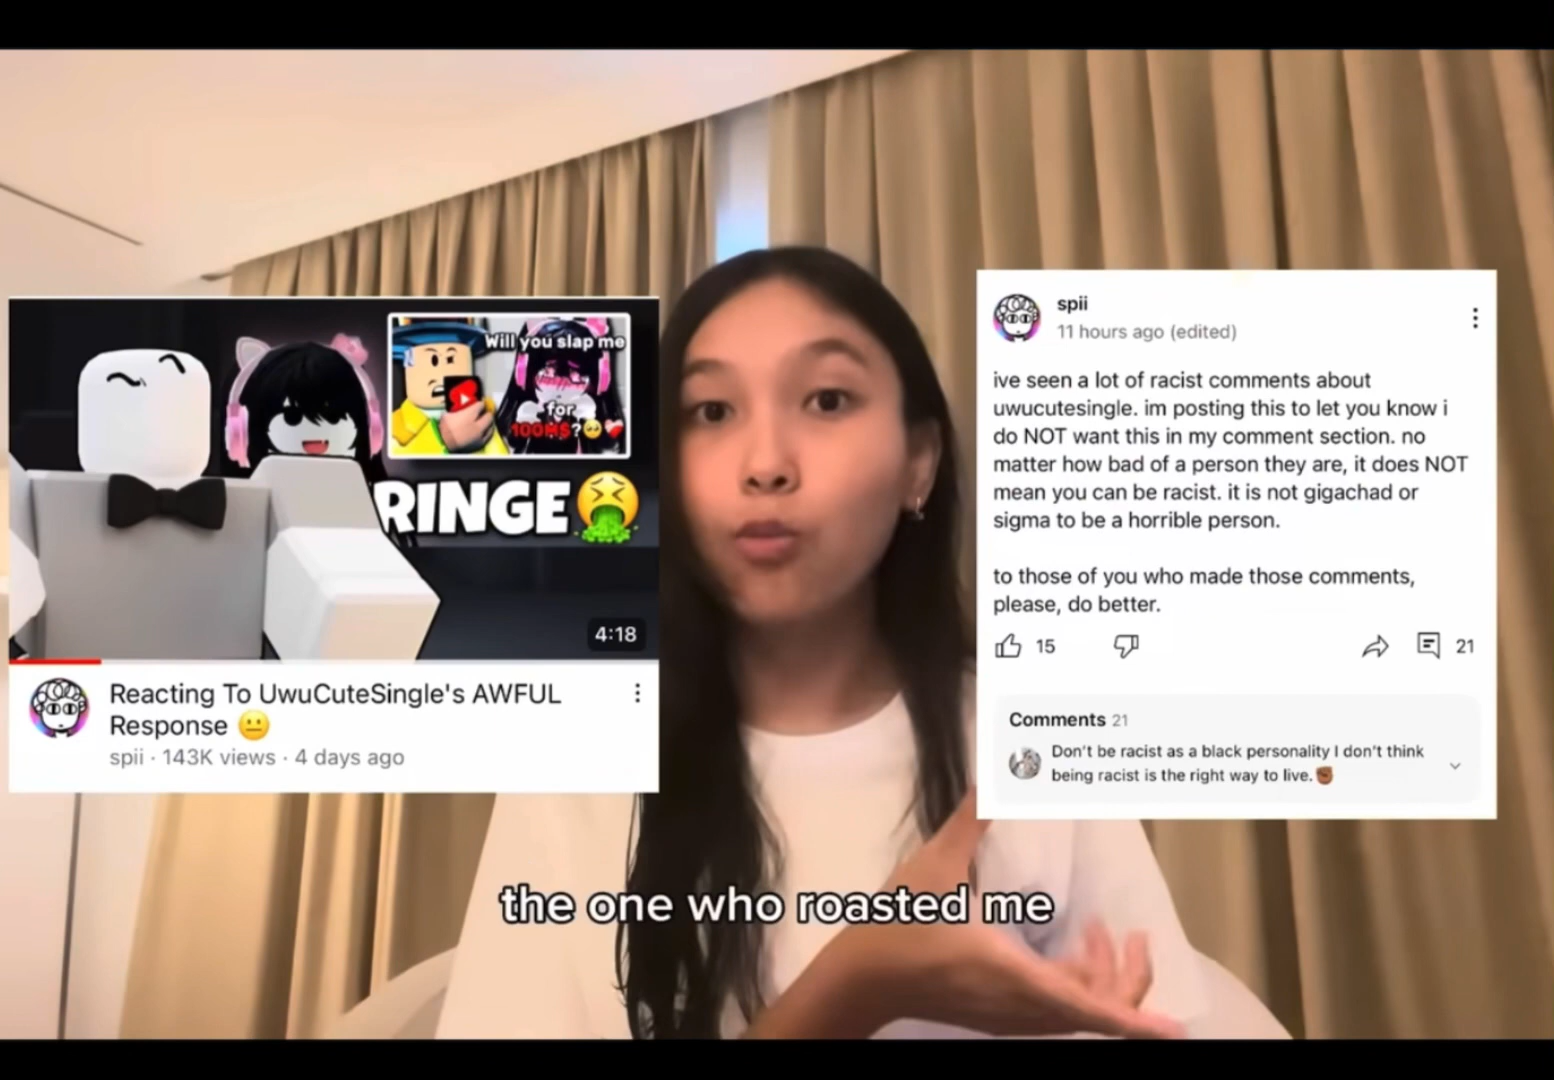 Will you slap me
for
100M$?
RINGE
4:18
Reacting To UwuCuteSingle's AWFUL
Response 😐
spii · 143K views · 4 days ago
spii
11 hours ago (edited)
ive seen a lot of racist comments about
uwucutesingle. im posting this to let you know i
do NOT want this in my comment section. no
matter how bad of a person they are, it does NOT
mean you can be racist. it is not gigachad or
sigma to be a horrible person.
to those of you who made those comments,
please, do better.
15
21
Comments 21
Don't be racist as a black personality I don't think
being racist is the right way to live.✊🏾
the one who roasted me